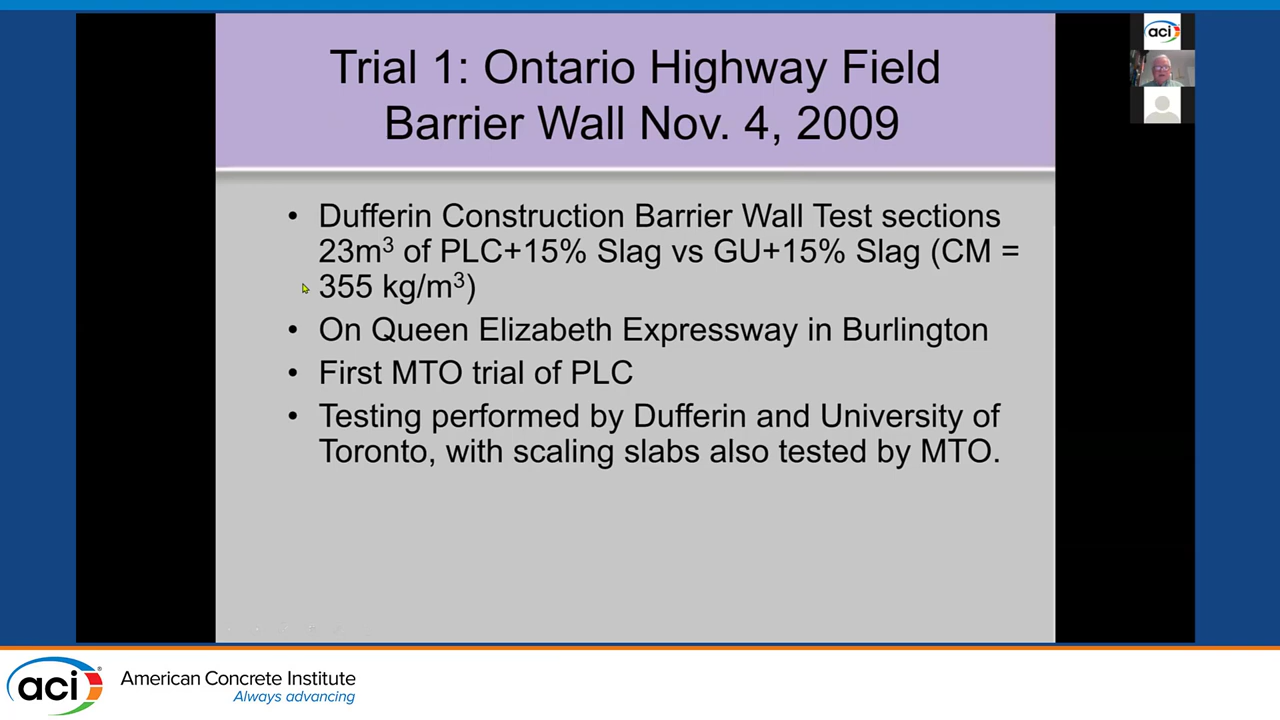 Trial 1: Ontario Highway Field
Barrier Wall Nov. 4, 2009
• Dufferin Construction Barrier Wall Test sections
23m³ of PLC+15% Slag vs GU+15% Slag (CM =
355 kg/m³)
• On Queen Elizabeth Expressway in Burlington
• First MTO trial of PLC
• Testing performed by Dufferin and University of
Toronto, with scaling slabs also tested by MTO.
aci
aci®
American Concrete Institute
Always advancing